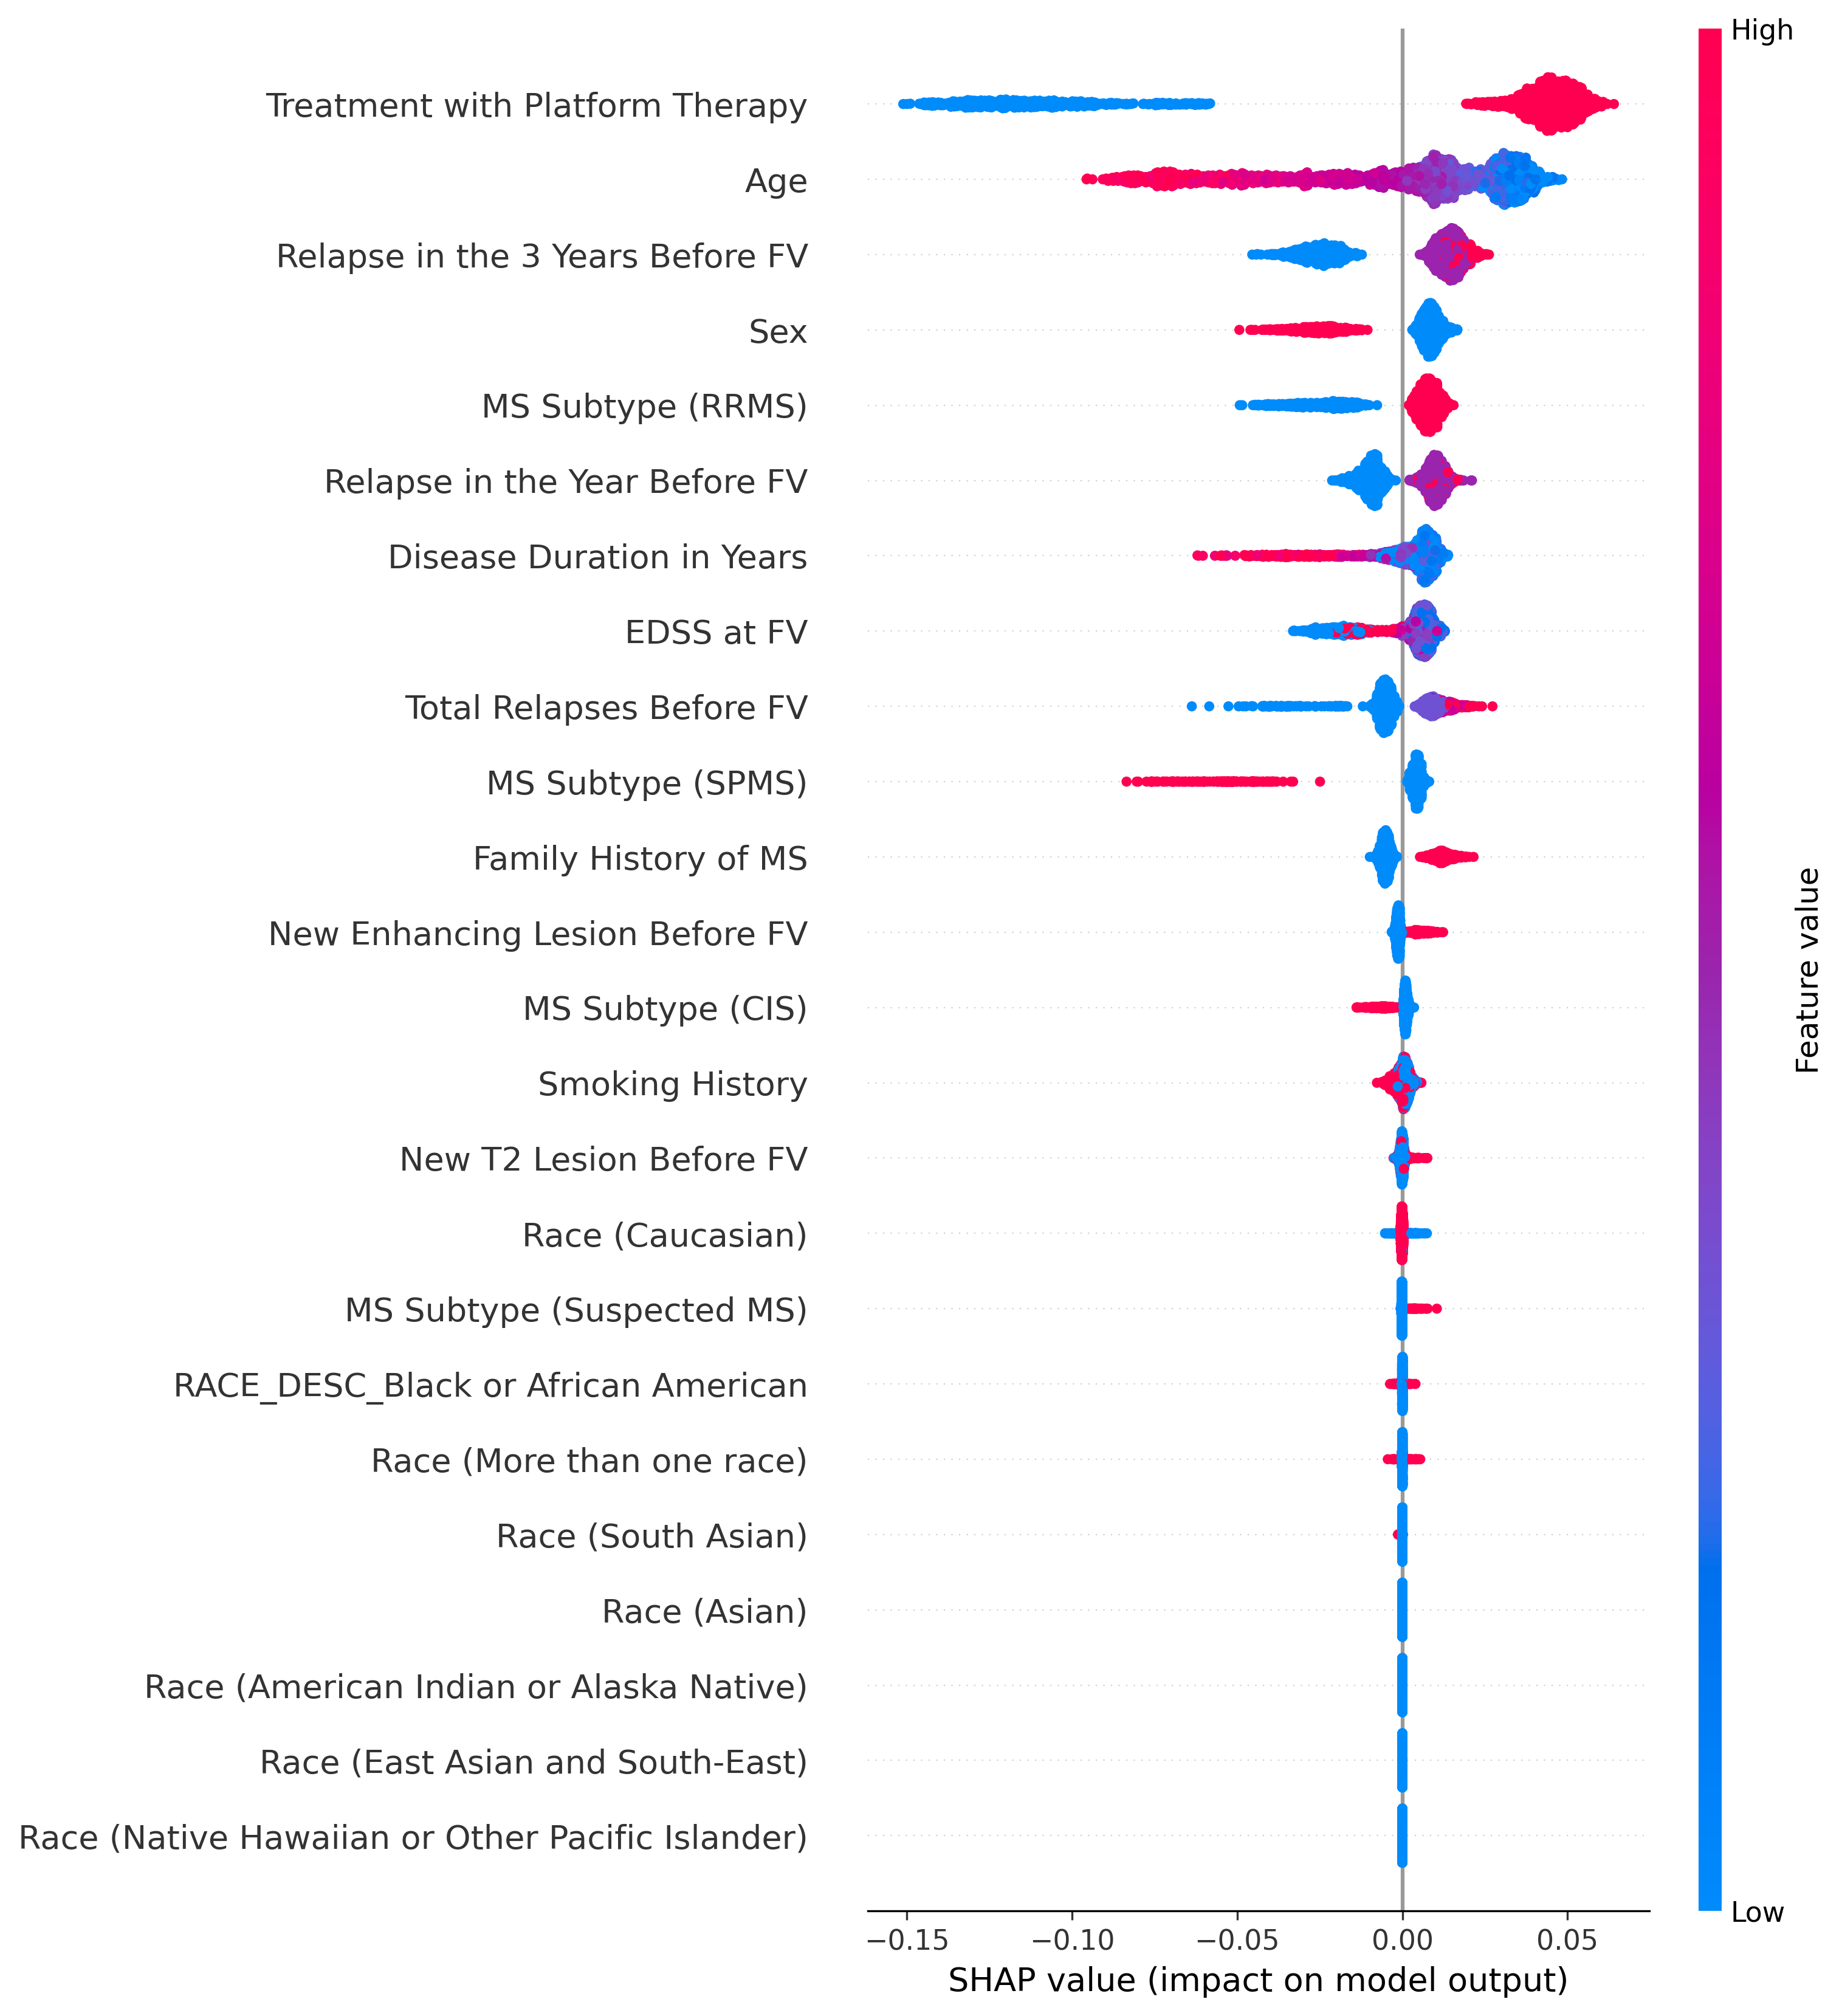 High
Treatment with Platform Therapy
Age
Relapse in the 3 Years Before FV
Sex
MS Subtype (RRMS)
Relapse in the Year Before FV
Disease Duration in Years
EDSS at FV
Total Relapses Before FV
MS Subtype (SPMS)
Family History of MS
New Enhancing Lesion Before FV
MS Subtype (CIS)
Smoking History
New T2 Lesion Before FV
Race (Caucasian)
MS Subtype (Suspected MS)
RACE_DESC_Black or African American
Race (More than one race)
Race (South Asian)
Race (Asian)
Race (American Indian or Alaska Native)
Race (East Asian and South-East)
Race (Native Hawaiian or Other Pacific Islander)
Feature value
Low
−0.15 −0.10 −0.05 0.00 0.05
SHAP value (impact on model output)